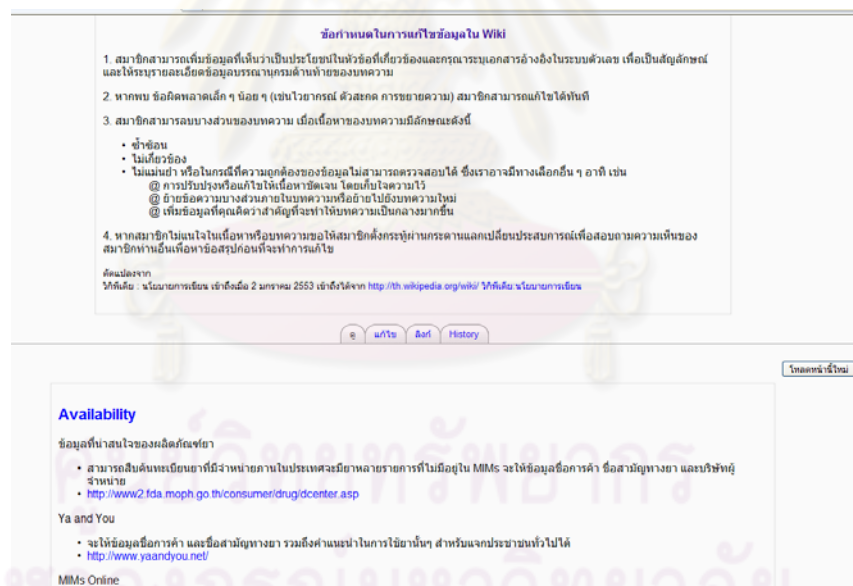 ข้อกำหนดในการแก้ไขข้อมูลใน Wiki
1. สมาชิกสามารถเพิ่มข้อมูลที่เห็นว่าเป็นประโยชน์ในหัวข้อที่เกี่ยวข้องและกรุณาระบุเอกสารอ้างอิงในระบบตัวเลข เพื่อเป็นสัญลักษณ์
และให้ระบุรายละเอียดข้อมูลบรรณานุกรมด้านท้ายของบทความ
2. หากพบ ข้อผิดพลาดเล็ก ๆ น้อย ๆ (เช่นไวยากรณ์ ตัวสะกด การขยายความ) สมาชิกสามารถแก้ไขได้ทันที
3. สมาชิกสามารถลบบางส่วนของบทความ เมื่อเนื้อหาของบทความมีลักษณะดังนี้
• ซ้ำซ้อน
• ไม่เกี่ยวข้อง
• ไม่แม่นยำ หรือในกรณีที่ความถูกต้องของข้อมูลไม่สามารถตรวจสอบได้ ซึ่งเราอาจมีทางเลือกอื่น ๆ อาทิ เช่น
@ การปรับปรุงหรือแก้ไขให้เนื้อหาชัดเจน โดยเก็บใจความไว้
@ ย้ายข้อความบางส่วนภายในบทความหรือย้ายไปยังบทความใหม่
@ เพิ่มข้อมูลที่คุณคิดว่าสำคัญที่จะทำให้บทความเป็นกลางมากขึ้น
4. หากสมาชิกไม่แน่ใจในเนื้อหาหรือบทความขอให้สมาชิกตั้งกระทู้ผ่านกระดานแลกเปลี่ยนประสบการณ์เพื่อสอบถามความเห็นของ
สมาชิกท่านอื่นเพื่อหาข้อสรุปก่อนที่จะทำการแก้ไข
คัดแปลงจาก
วิกิพีเดีย : นโยบายการเขียน เข้าถึงเมื่อ 2 มกราคม 2553 เข้าถึงได้จาก http://th.wikipedia.org/wiki/ วิกิพีเดีย:นโยบายการเขียน
ดู แก้ไข ลิงก์ History
โหลดหน้านี้ใหม่
Availability
ข้อมูลที่น่าสนใจของผลิตภัณฑ์ยา
• สามารถสืบค้นทะเบียนยาที่มีจำหน่ายภายในประเทศจะมียาหลายรายการที่ไม่มีอยู่ใน MIMs จะให้ข้อมูลชื่อการค้า ชื่อสามัญทางยา และบริษัทผู้
จำหน่าย
• http://www2.fda.moph.go.th/consumer/drug/dcenter.asp
Ya and You
• จะให้ข้อมูลชื่อการค้า และชื่อสามัญทางยา รวมถึงคำแนะนำในการใช้ยานั้นๆ สำหรับแจกประชาชนทั่วไปได้
• http://www.yaandyou.net/
MIMs Online
ศูนย์วิทยทรัพยากร
จุฬาลงกรณ์มหาวิทยาลัย